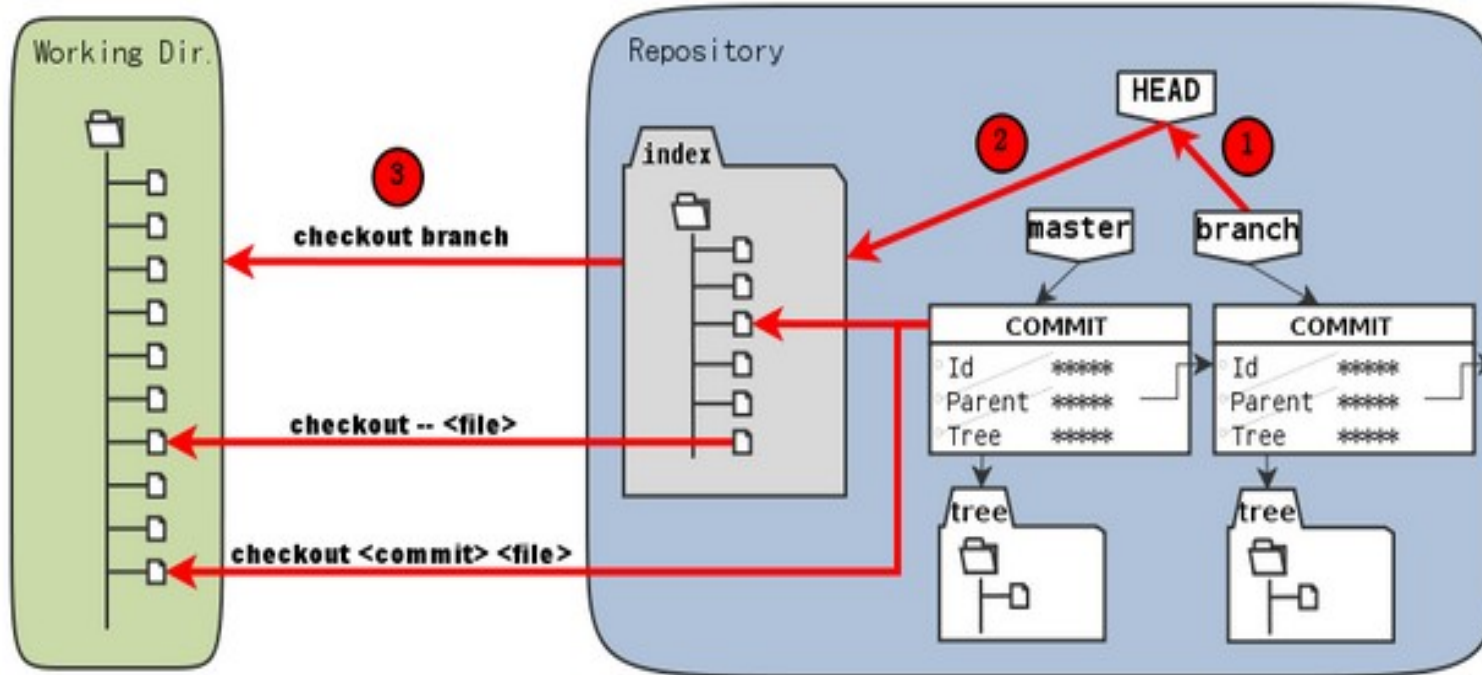 Working Dir.
Repository
HEAD
1
2
3
index
checkout branch
master
branch
COMMIT
Id *****
Parent *****
Tree *****
COMMIT
Id *****
Parent *****
Tree *****
checkout -- <file>
checkout <commit> <file>
tree
tree